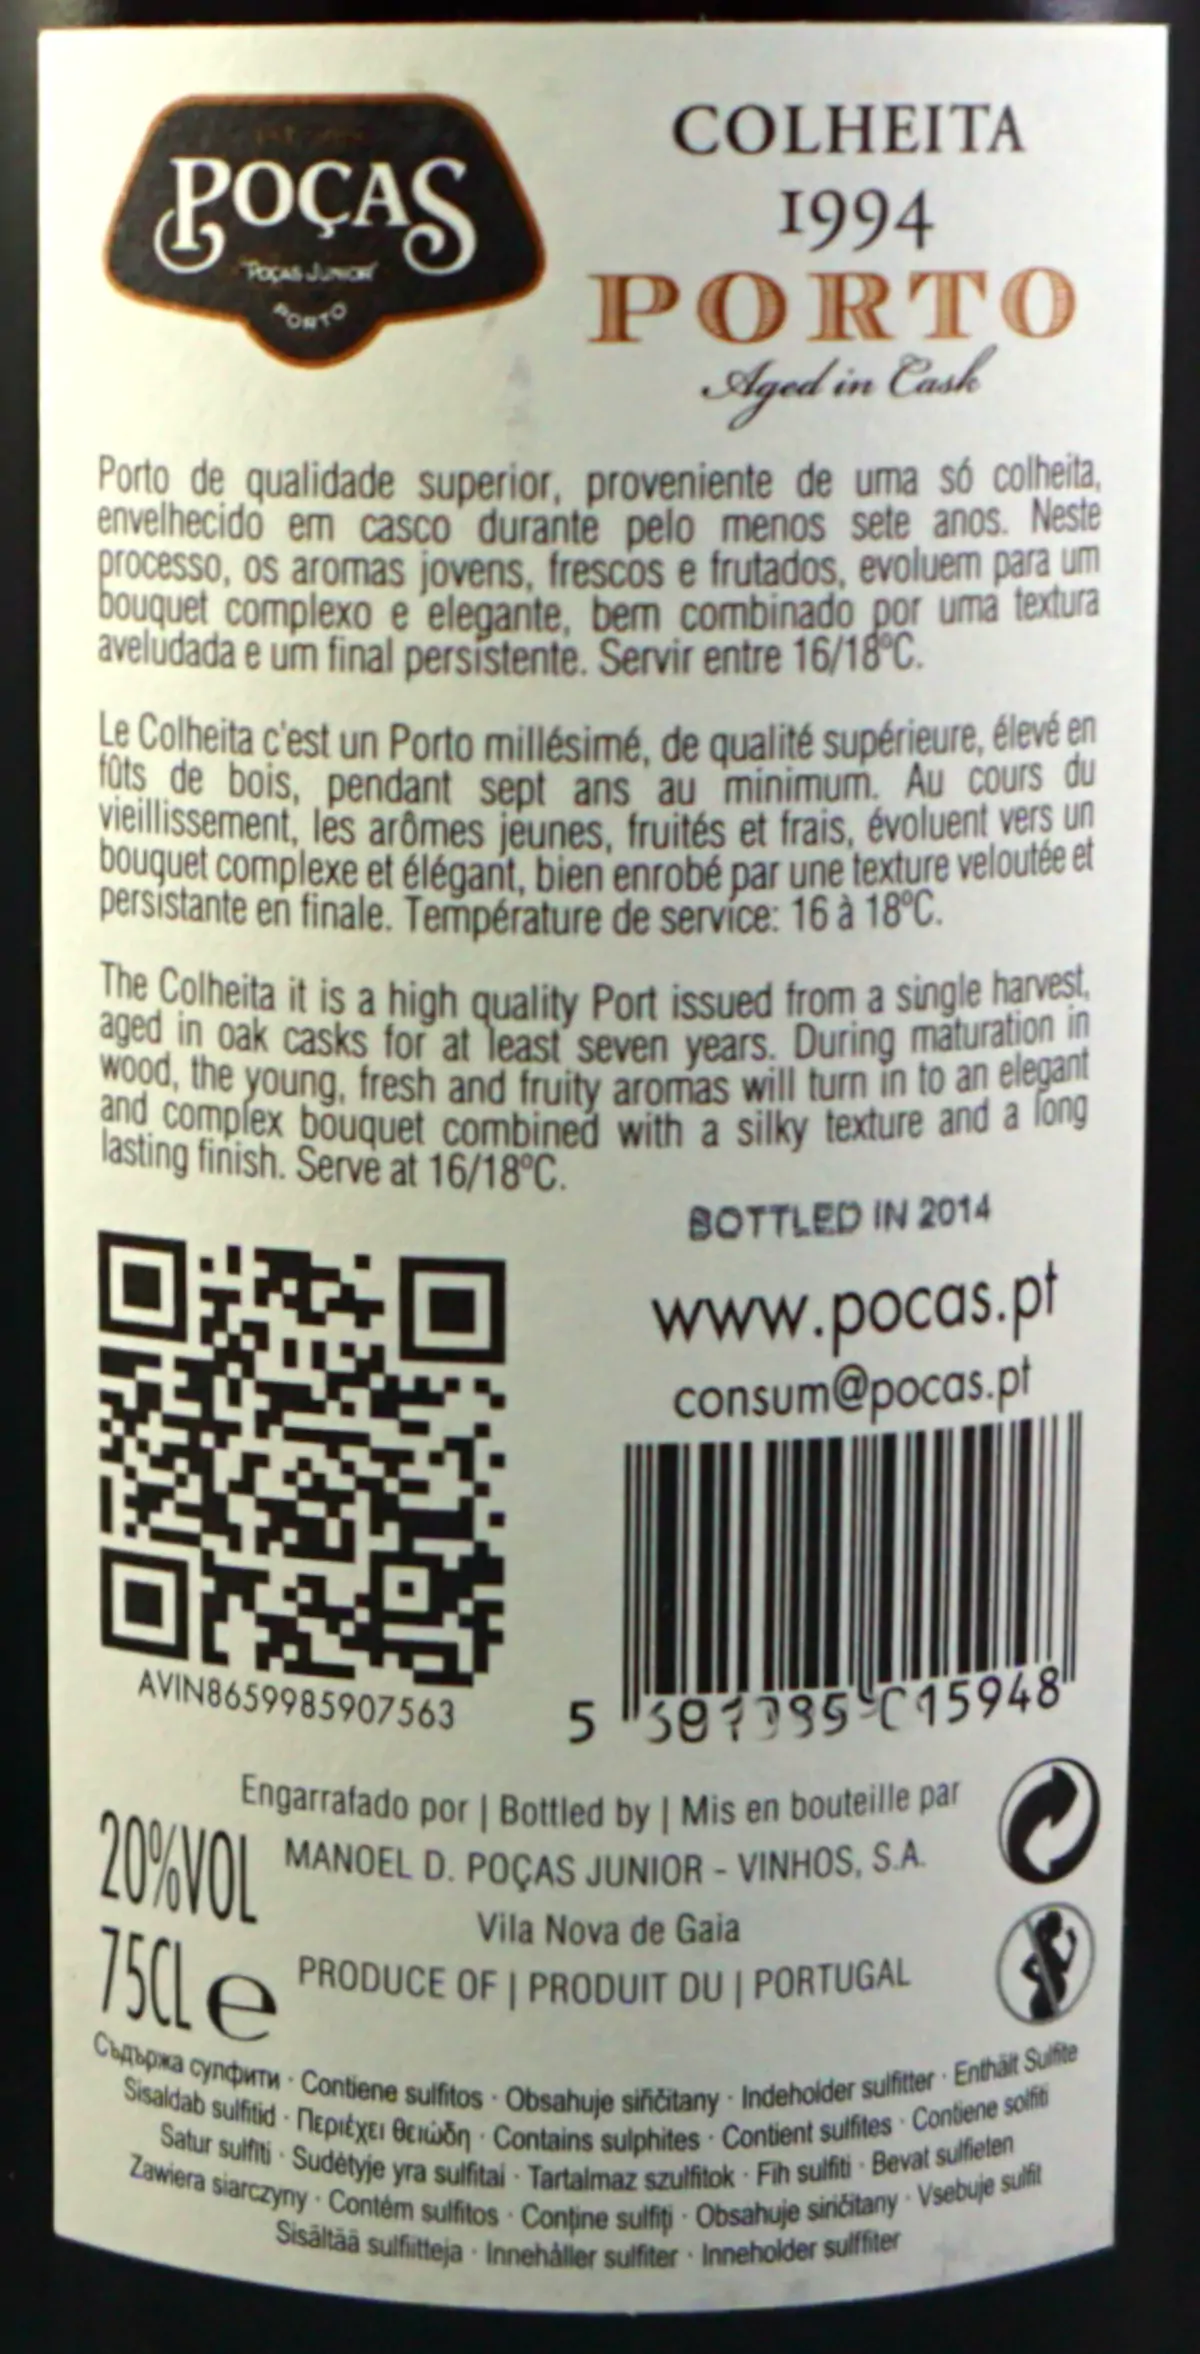 POÇAS
"POÇAS JUNIOR"
PORTO
COLHEITA
1994
PORTO
Aged in Cask
Porto de qualidade superior, proveniente de uma só colheita,
envelhecido em casco durante pelo menos sete anos. Neste
processo, os aromas jovens, frescos e frutados, evoluem para um
bouquet complexo e elegante, bem combinado por uma textura
aveludada e um final persistente. Servir entre 16/18ºC.
Le Colheita c'est un Porto millésimé, de qualité supérieure, élevé en
fûts de bois, pendant sept ans au minimum. Au cours du
vieillissement, les arômes jeunes, fruités et frais, évoluent vers un
bouquet complexe et élégant, bien enrobé par une texture veloutée et
persistante en finale. Température de service: 16 à 18ºC.
The Colheita it is a high quality Port issued from a single harvest,
aged in oak casks for at least seven years. During maturation in
wood, the young, fresh and fruity aromas will turn in to an elegant
and complex bouquet combined with a silky texture and a long
lasting finish. Serve at 16/18ºC.
BOTTLED IN 2014
www.pocas.pt
consum@pocas.pt
AVIN8659985907563
5
15948
Engarrafado por | Bottled by | Mis en bouteille par
MANOEL D. POÇAS JUNIOR - VINHOS, S.A.
Vila Nova de Gaia
PRODUCE OF | PRODUIT DU | PORTUGAL
20%VOL
75CL e
Съдържа сулфити · Contiene sulfitos · Obsahuje siřičitany · Indeholder sulfitter · Enthält Sulfite
Sisaldab sulfitid · Περιέχει θειώδη · Contains sulphites · Contient sulfites · Contiene solfiti
Satur sulfīti · Sudėtyje yra sulfitai · Tartalmaz szulfitok · Fih sulfiti · Bevat sulfieten
Zawiera siarczyny · Contém sulfitos · Conţine sulfiţi · Obsahuje siričitany · Vsebuje sulfit
Sisältää sulfiitteja · Innehåller sulfiter · Inneholder sulffiter